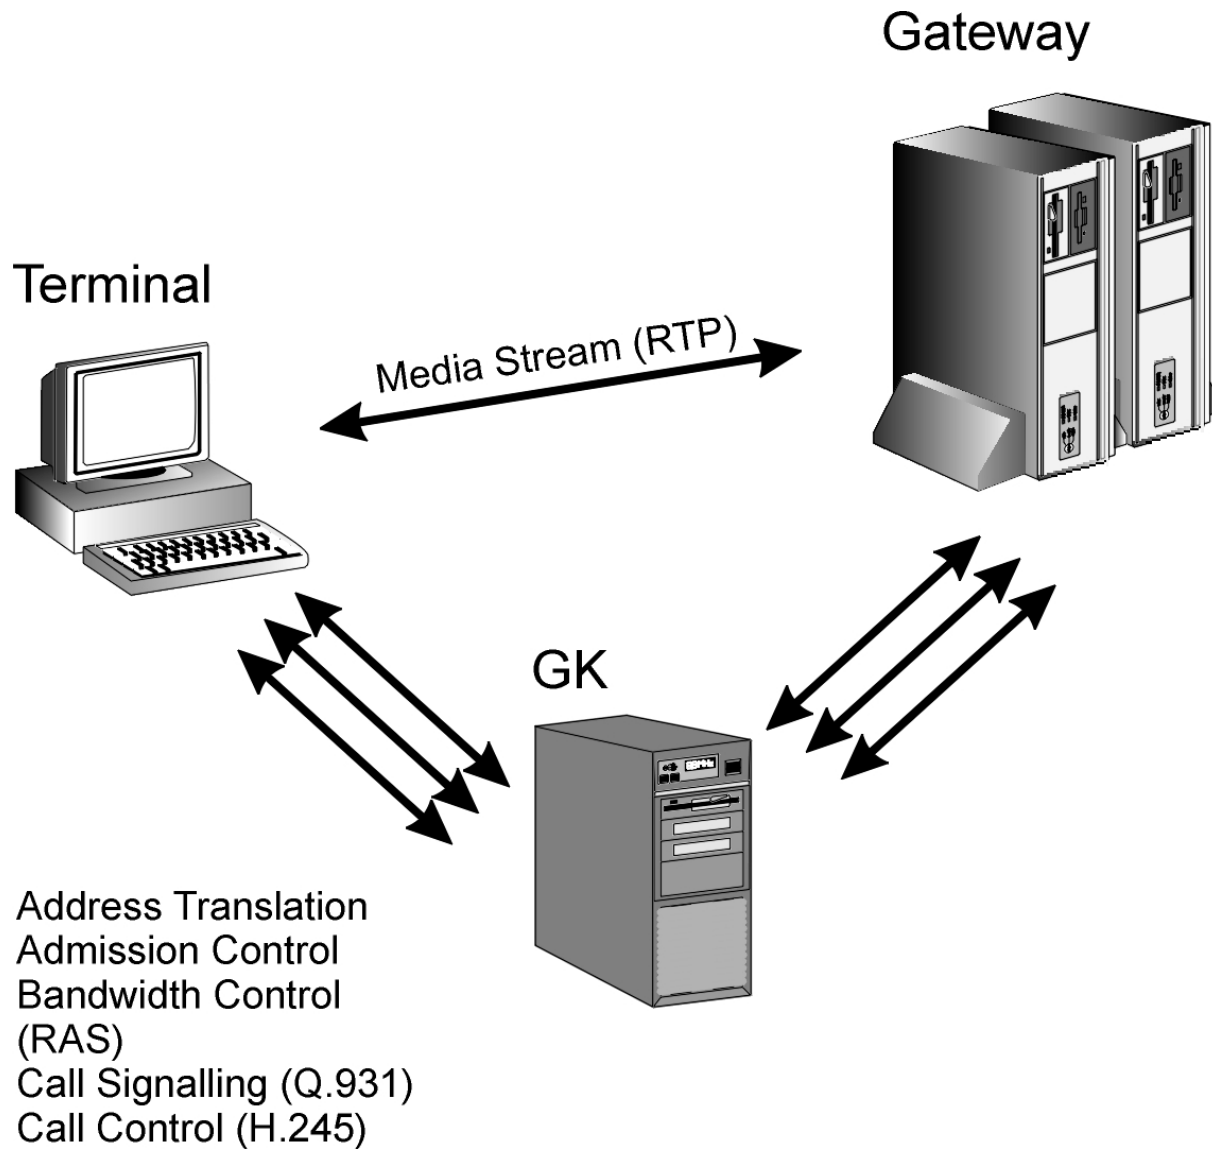 Gateway
Terminal
Media Stream (RTP)
GK
Address Translation
Admission Control
Bandwidth Control
(RAS)
Call Signalling (Q.931)
Call Control (H.245)